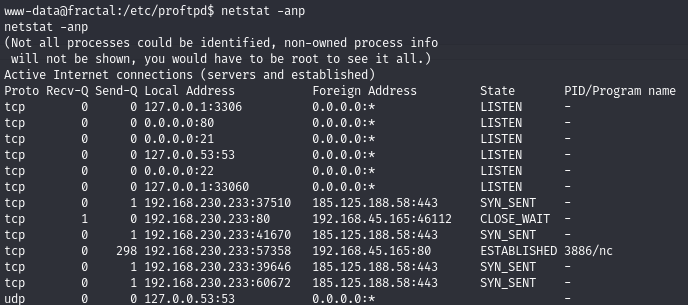 www-data@fractal:/etc/proftpd$ netstat -anp
netstat -anp
(Not all processes could be identified, non-owned process info
 will not be shown, you would have to be root to see it all.)
Active Internet connections (servers and established)
Proto Recv-Q Send-Q Local Address           Foreign Address         State       PID/Program name
tcp        0      0 127.0.0.1:3306          0.0.0.0:*               LISTEN      -
tcp        0      0 0.0.0.0:80              0.0.0.0:*               LISTEN      -
tcp        0      0 0.0.0.0:21              0.0.0.0:*               LISTEN      -
tcp        0      0 127.0.0.53:53           0.0.0.0:*               LISTEN      -
tcp        0      0 0.0.0.0:22              0.0.0.0:*               LISTEN      -
tcp        0      0 127.0.0.1:33060         0.0.0.0:*               LISTEN      -
tcp        0      1 192.168.230.233:37510   185.125.188.58:443      SYN_SENT    -
tcp        1      0 192.168.230.233:80      192.168.45.165:46112    CLOSE_WAIT  -
tcp        0      1 192.168.230.233:41670   185.125.188.58:443      SYN_SENT    -
tcp        0    298 192.168.230.233:57358   192.168.45.165:80       ESTABLISHED 3886/nc
tcp        0      1 192.168.230.233:39646   185.125.188.58:443      SYN_SENT    -
tcp        0      1 192.168.230.233:60672   185.125.188.58:443      SYN_SENT    -
udp        0      0 127.0.0.53:53           0.0.0.0:*                           -